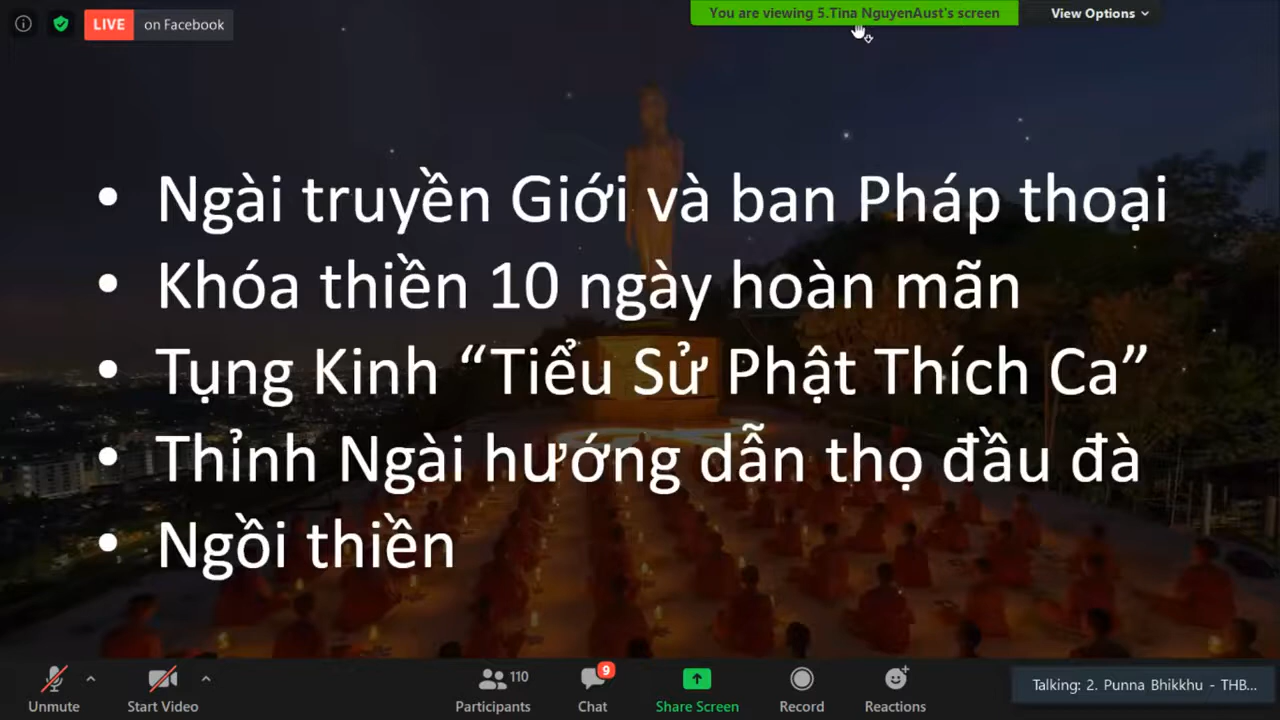 LIVE on Facebook
You are viewing 5.Tina NguyenAust's screen
View Options
• Ngài truyền Giới và ban Pháp thoại
• Khóa thiền 10 ngày hoàn mãn
• Tụng Kinh “Tiểu Sử Phật Thích Ca”
• Thỉnh Ngài hướng dẫn thọ đầu đà
• Ngồi thiền
Unmute
Start Video
110
Participants
9
Chat
Share Screen
Record
Reactions
Talking: 2. Punna Bhikkhu - THB...